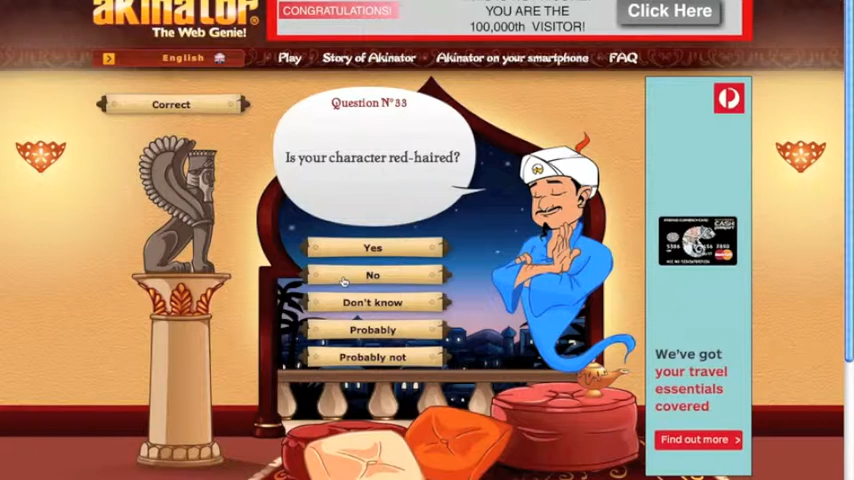 akinator®
The Web Genie!
CONGRATULATIONS!
YOU ARE THE
100,000th VISITOR!
Click Here
English
Play
Story of Akinator
Akinator on your smartphone
FAQ
Correct
Question N°33
Is your character red-haired?
Yes
No
Don't know
Probably
Probably not
CASH
We've got
your travel
essentials
covered
Find out more >